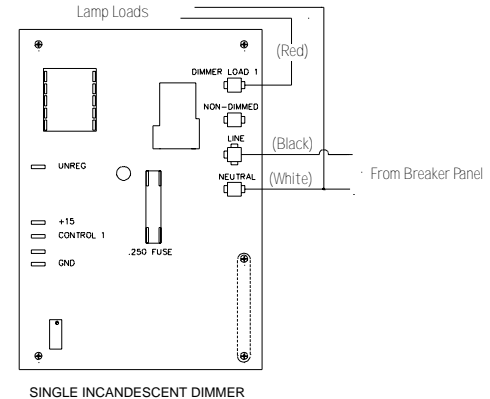 Lamp Loads
(Red)
DIMMER LOAD 1
NON-DIMMED
LINE
(Black)
NEUTRAL
(White)
From Breaker Panel
UNREG
+15
CONTROL 1
GND
.250 FUSE
SINGLE INCANDESCENT DIMMER